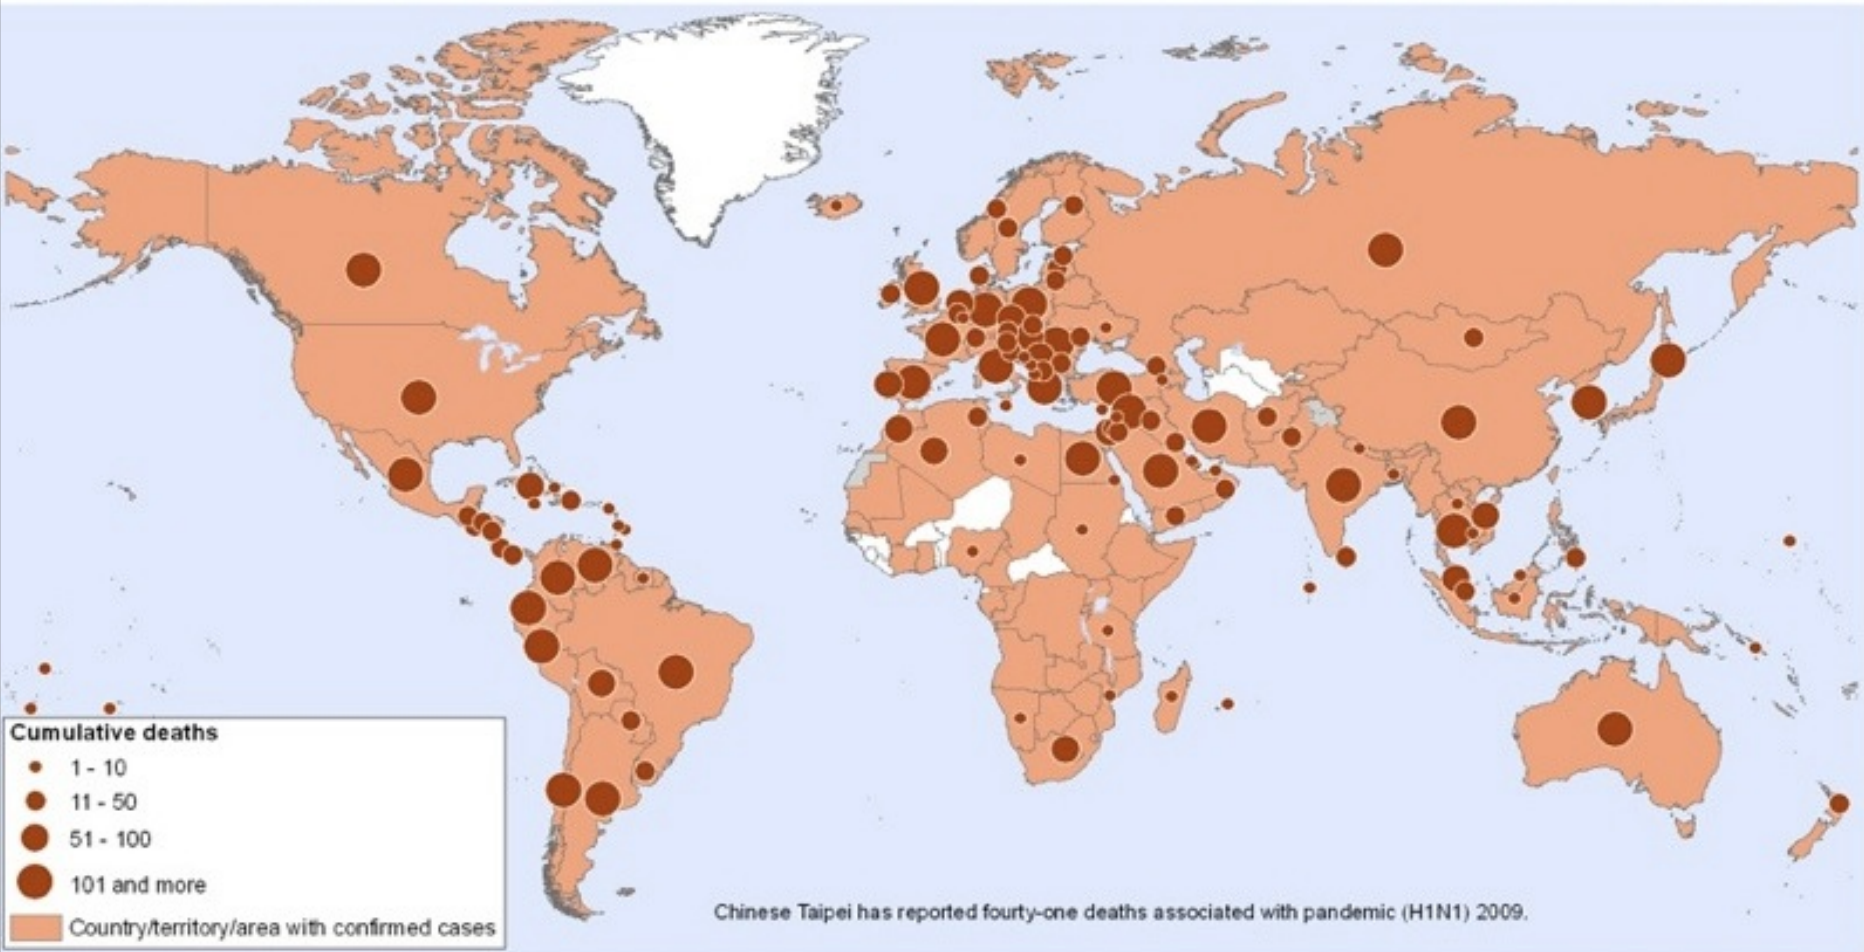 Cumulative deaths
1 - 10
11 - 50
51 - 100
101 and more
Country/territory/area with confirmed cases
Chinese Taipei has reported fourty-one deaths associated with pandemic (H1N1) 2009.